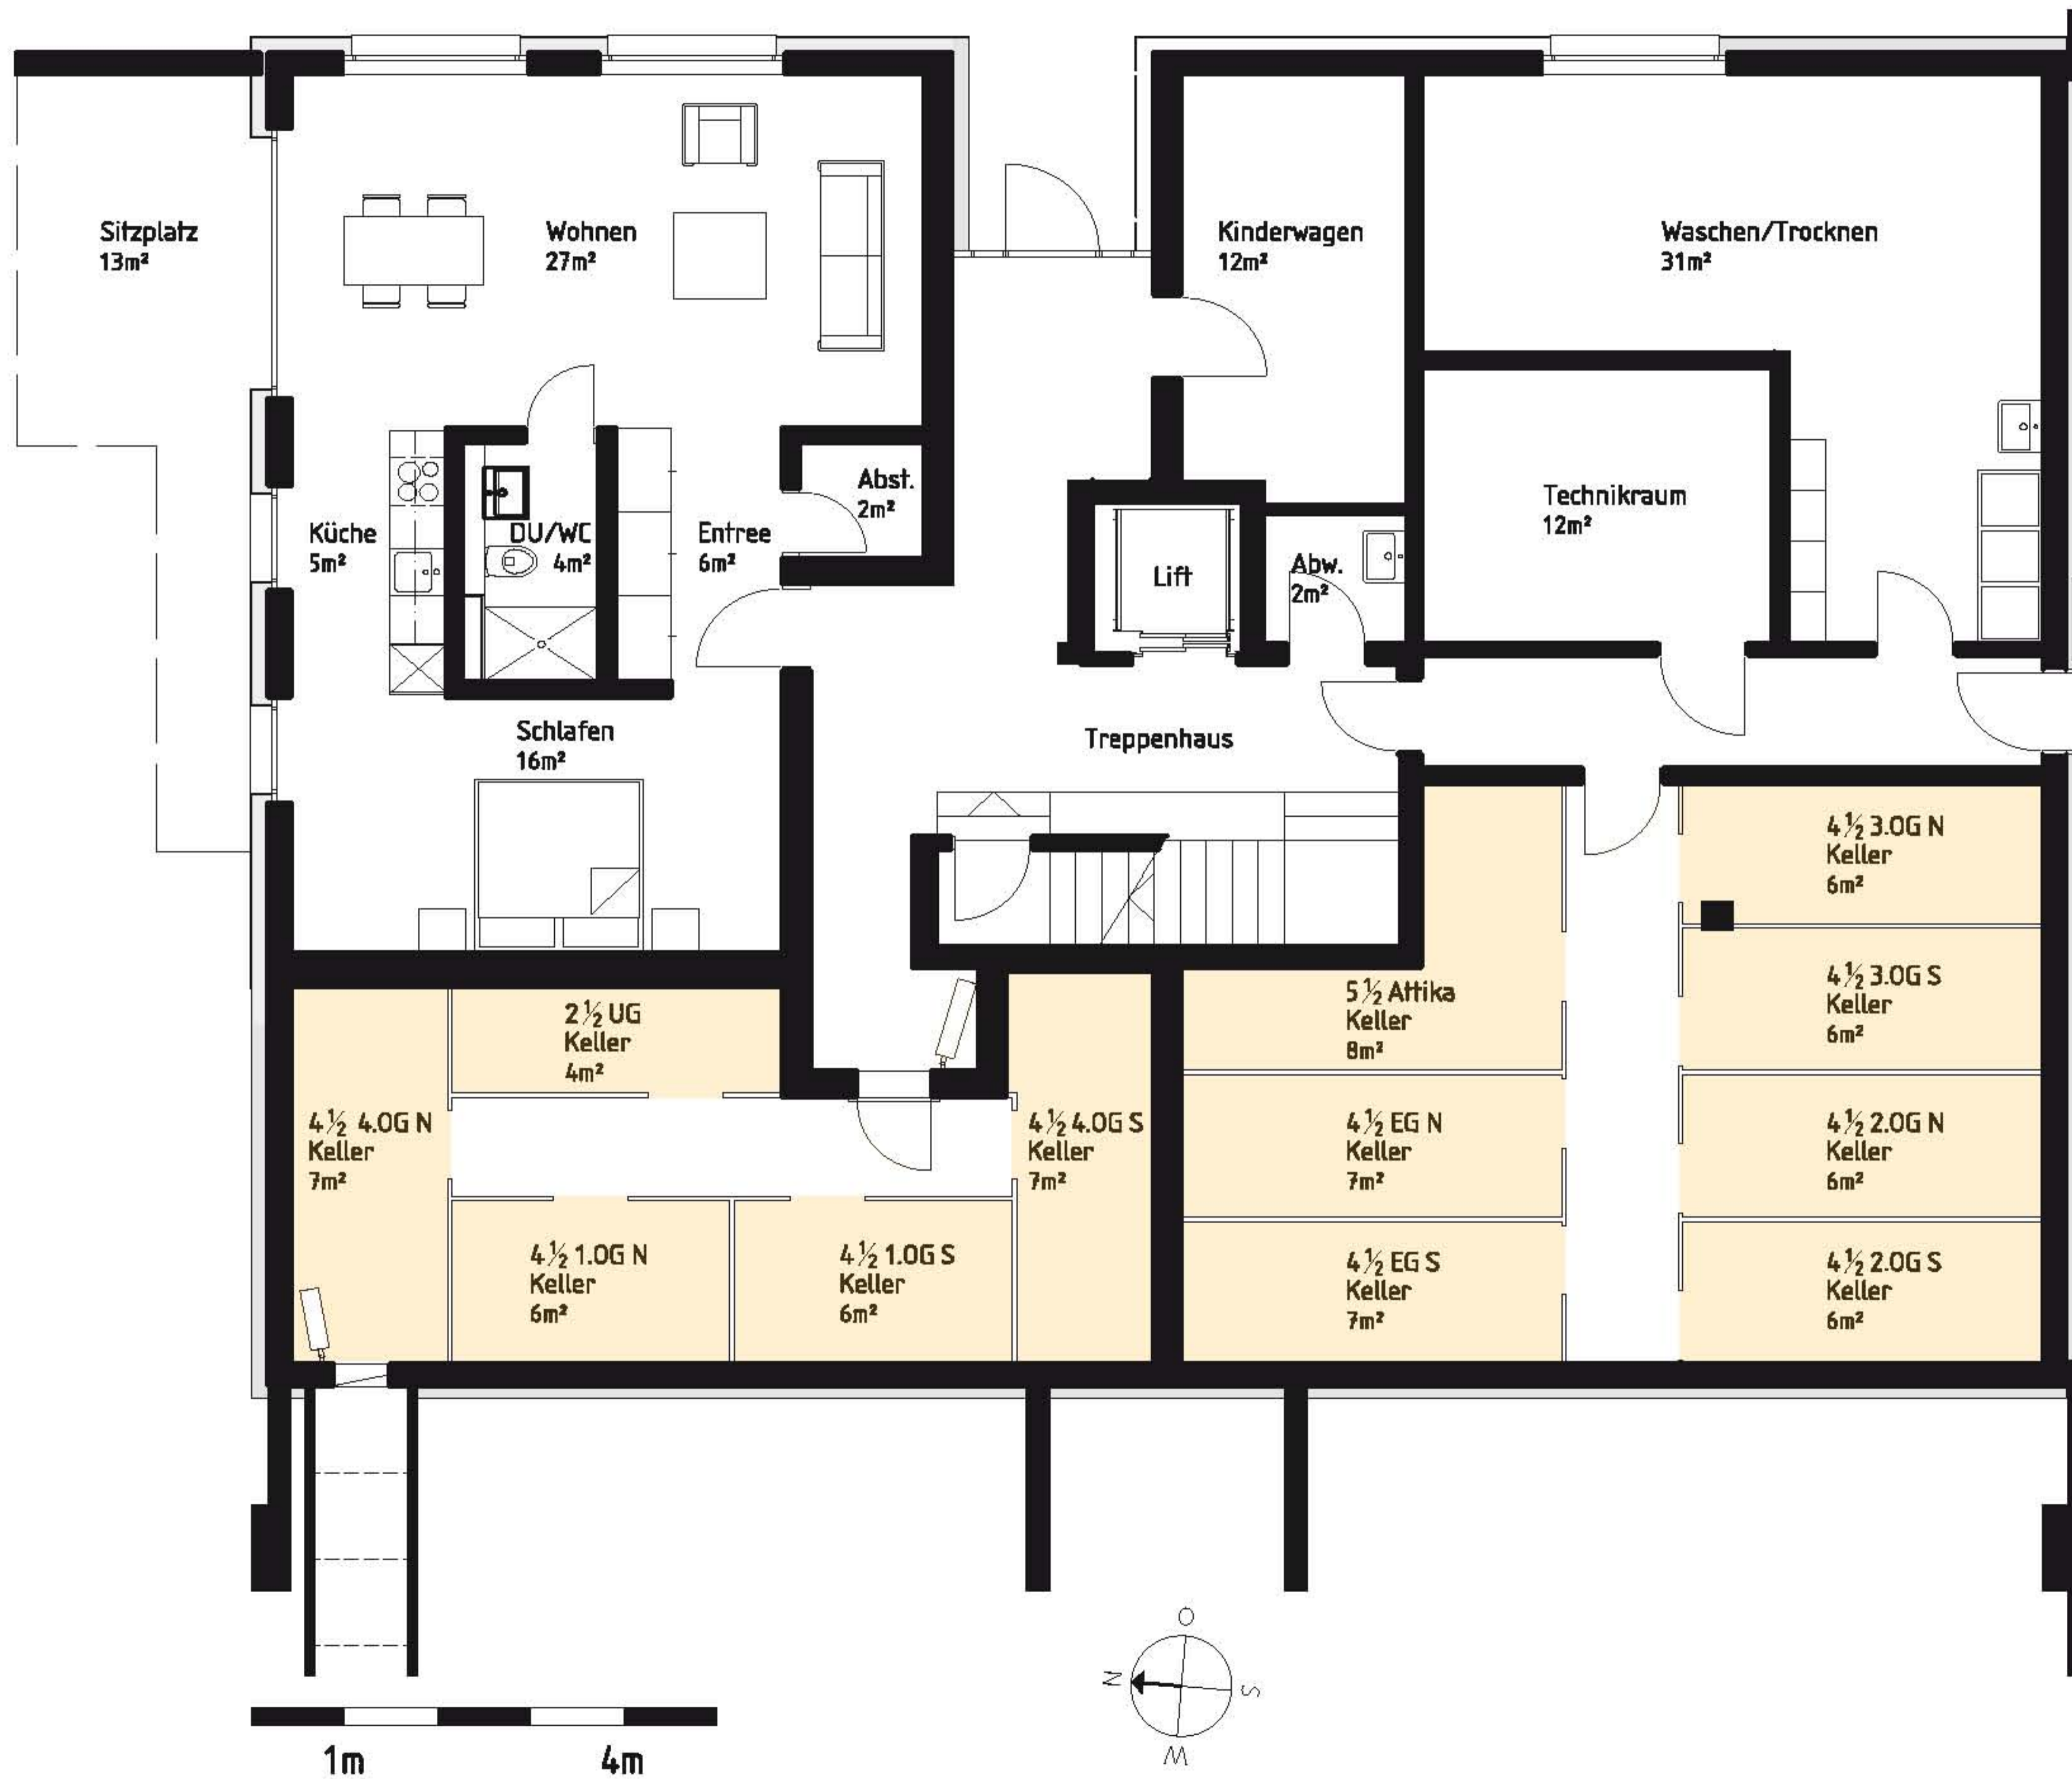 Sitzplatz
13m²
Wohnen
27m²
Kinderwagen
12m²
Waschen/Trocknen
31m²
Küche
5m²
DU/WC
4m²
Entree
6m²
Abst.
2m²
Lift
Abw.
2m²
Technikraum
12m²
Schlafen
16m²
Treppenhaus
4½ 3.OG N
Keller
6m²
5½ Attika
Keller
8m²
4½ 3.OG S
Keller
6m²
2½ UG
Keller
4m²
4½ 4.OG N
Keller
7m²
4½ 4.OG S
Keller
7m²
4½ EG N
Keller
7m²
4½ 2.OG N
Keller
6m²
4½ 1.OG N
Keller
6m²
4½ 1.OG S
Keller
6m²
4½ EG S
Keller
7m²
4½ 2.OG S
Keller
6m²
O
N
S
W
1m
4m